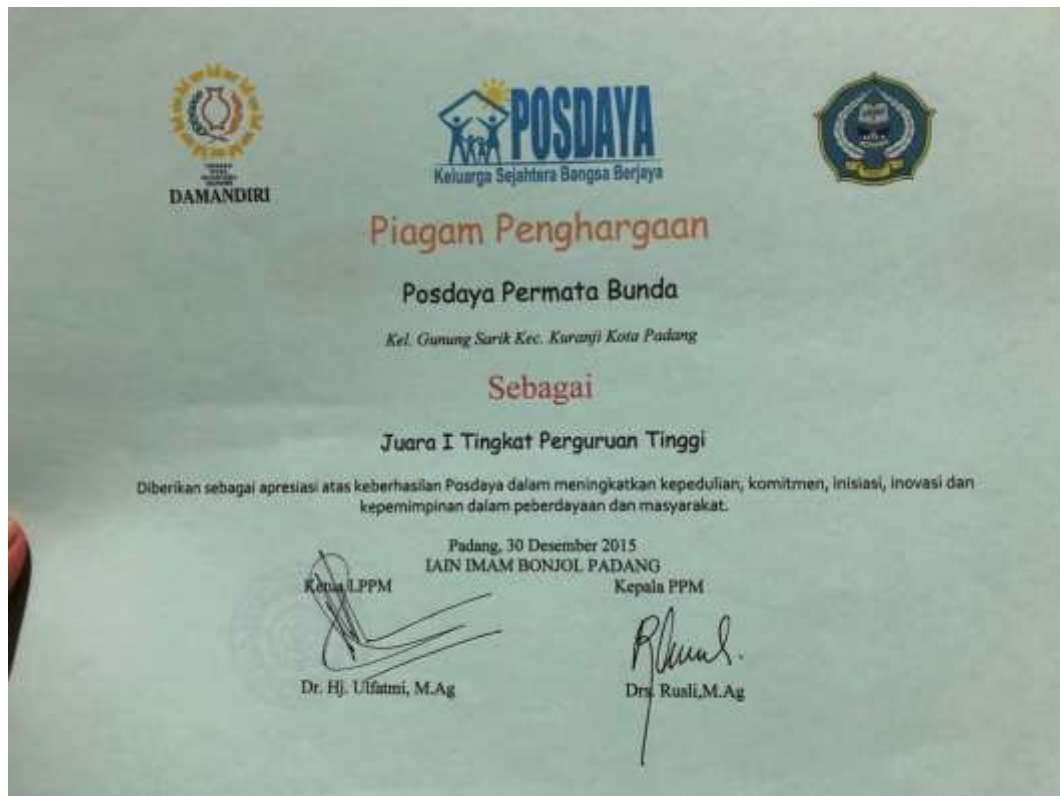 DAMANDIRI
POSDAYA
Keluarga Sejahtera Bangsa Berjaya
Piagam Penghargaan
Posdaya Permata Bunda
Kel. Gunung Sarik Kec. Kuranji Kota Padang
Sebagai
Juara I Tingkat Perguruan Tinggi
Diberikan sebagai apresiasi atas keberhasilan Posdaya dalam meningkatkan kepedulian, komitmen, inisiasi, inovasi dan
kepemimpinan dalam peberdayaan dan masyarakat.
Padang, 30 Desember 2015
IAIN IMAM BONJOL PADANG
Ketua LPPM
Kepala PPM
Dr. Hj. Ulfatmi, M.Ag
Drs. Rusli,M.Ag